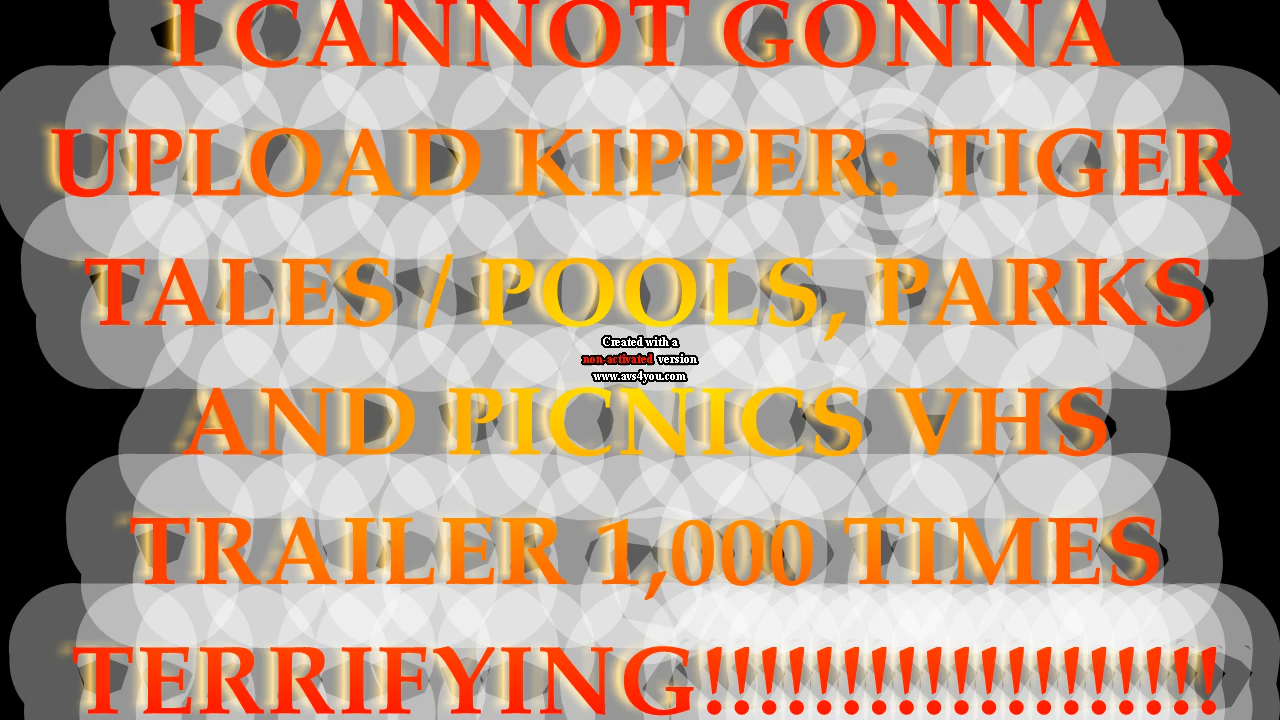 I CANNOT GONNA
UPLOAD KIPPER: TIGER
TALES / POOLS, PARKS
Created with a
non-activated version
www.avs4you.com
AND PICNICS VHS
TRAILER 1,000 TIMES
TERRIFYING!!!!!!!!!!!!!!!!!!!